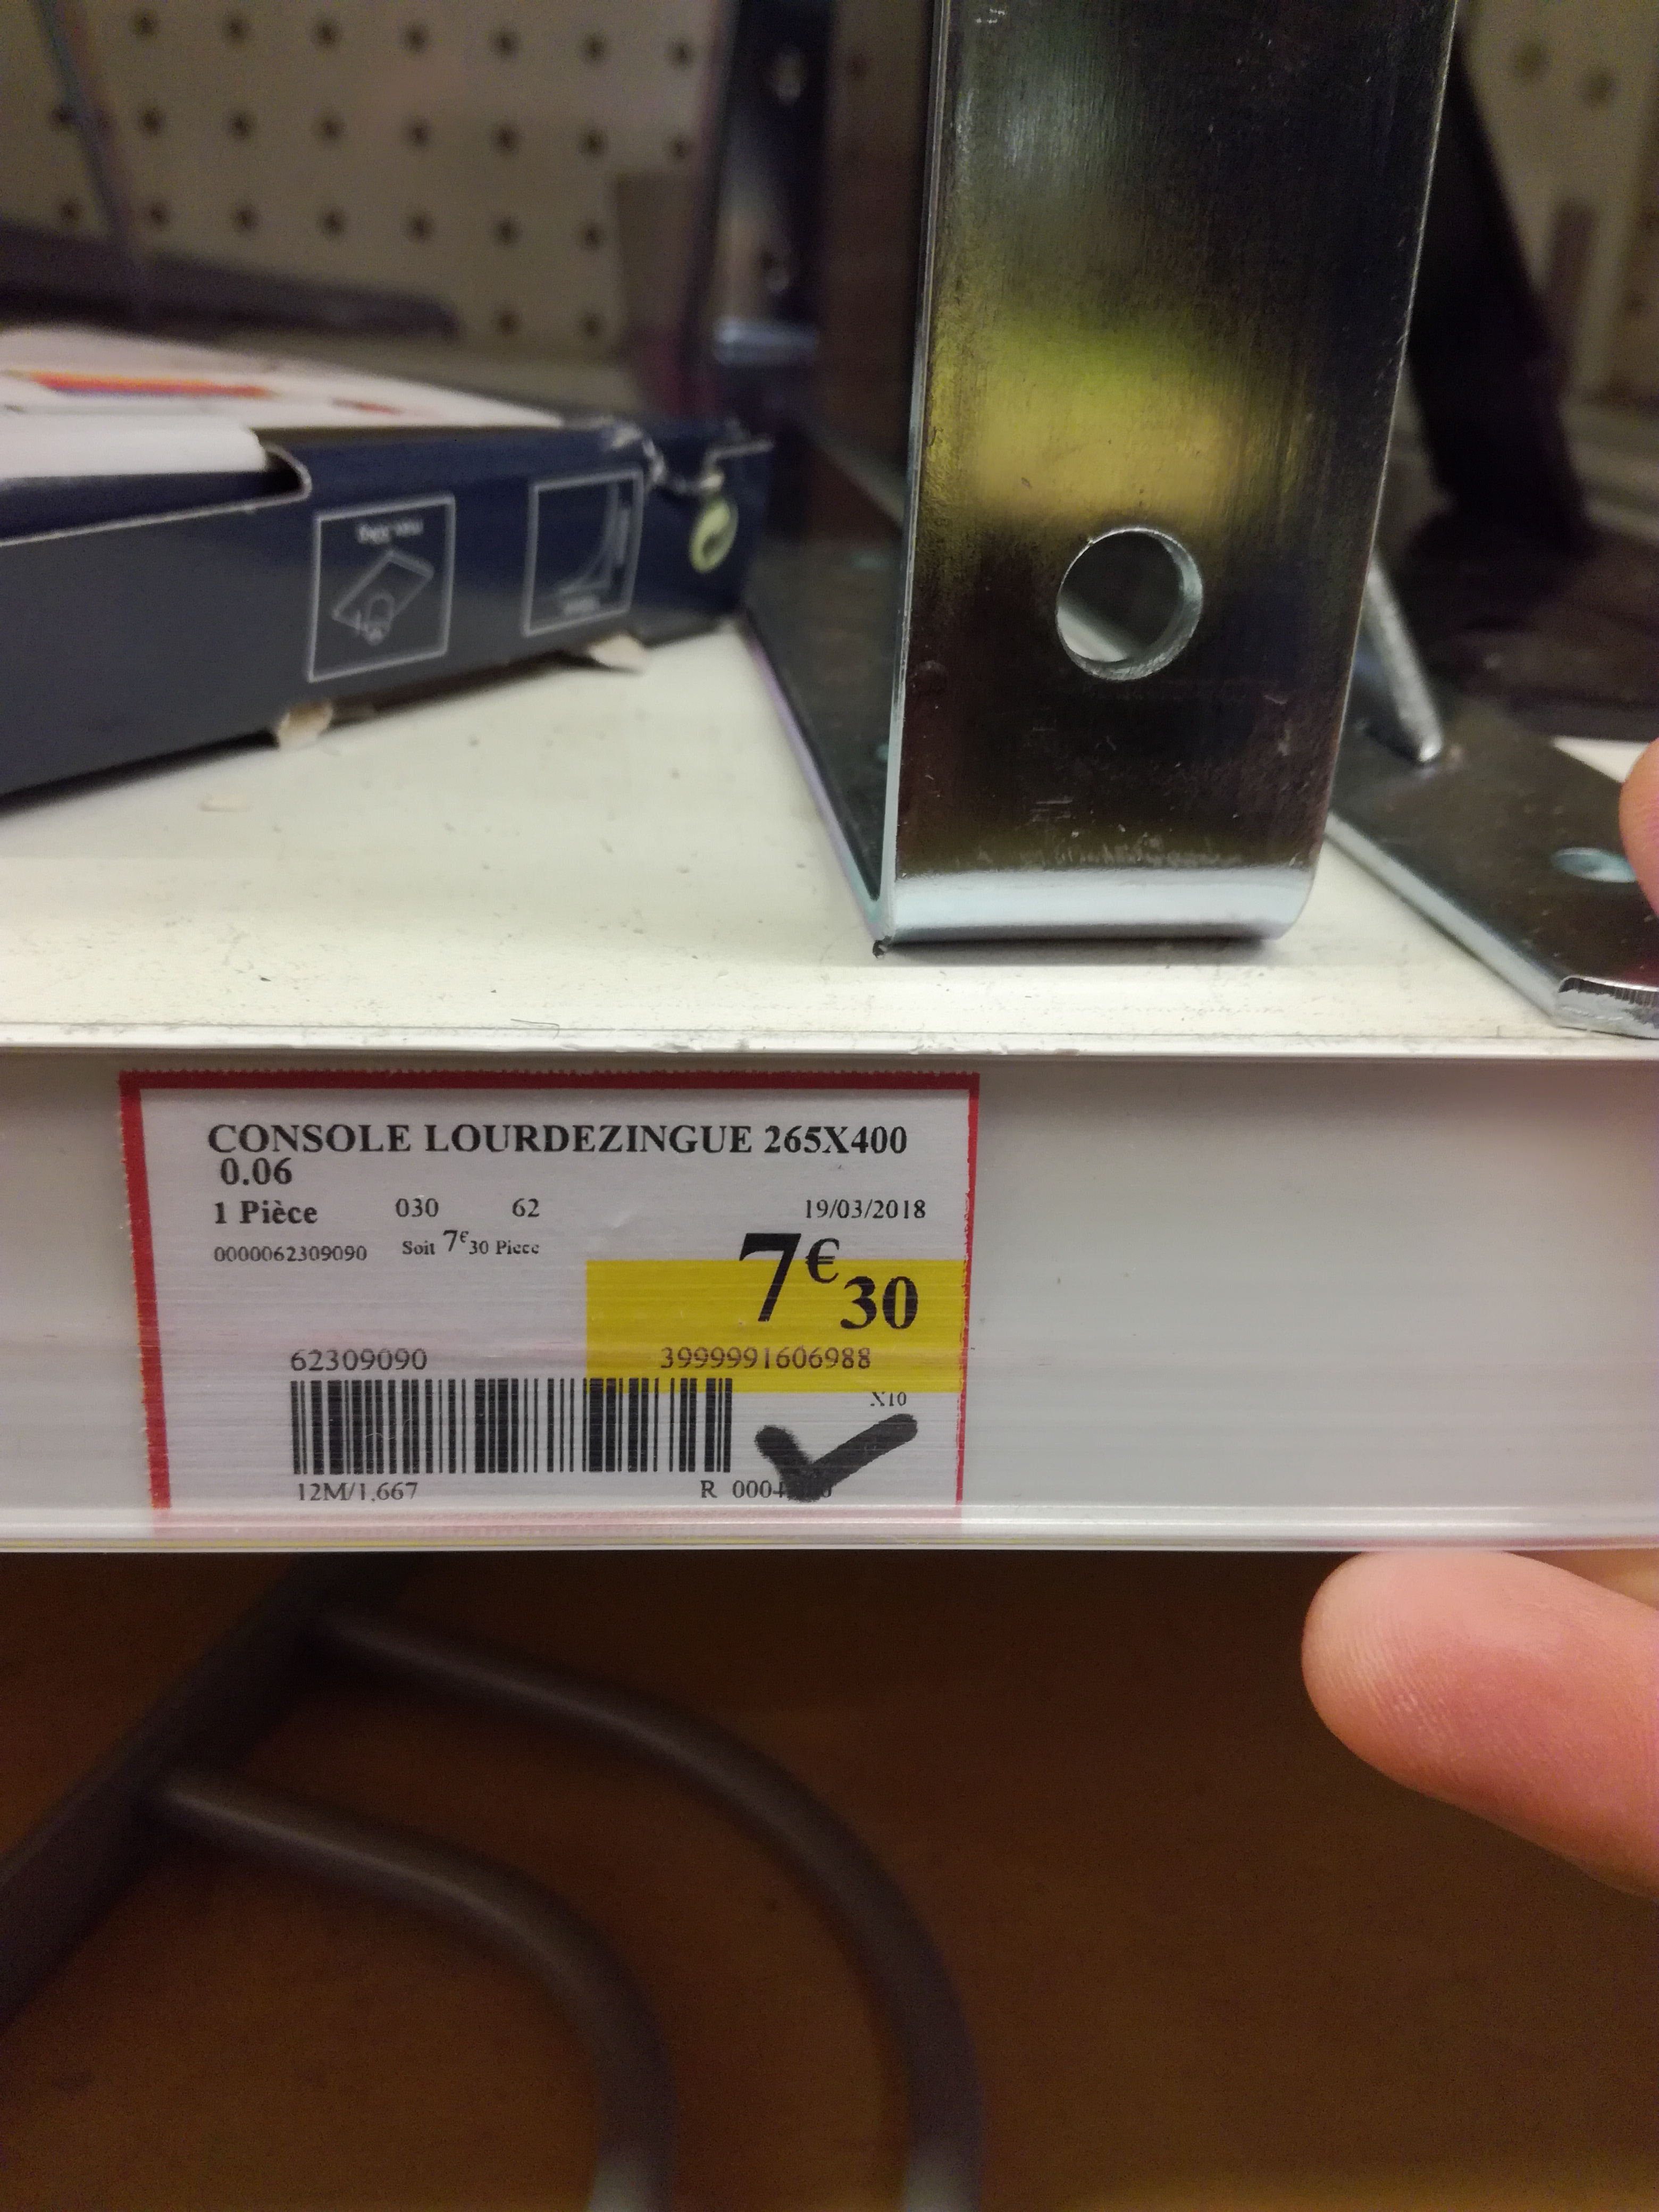 CONSOLE LOURDEZINGUE 265X400
0.06
1 Pièce 030 62 19/03/2018
0000062309090 Soit 7€30 Piece
7€30
62309090 3999991606988
X10
12M/1,667 R